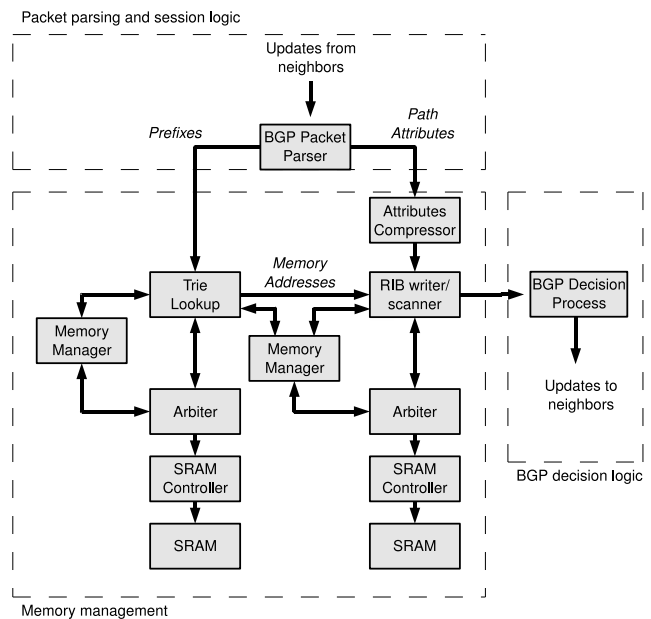 Packet parsing and session logic
Updates from
neighbors
Prefixes
Path
Attributes
BGP Packet
Parser
Attributes
Compressor
Memory
Addresses
Trie
Lookup
RIB writer/
scanner
BGP Decision
Process
Memory
Manager
Memory
Manager
Updates to
neighbors
Arbiter
Arbiter
SRAM
Controller
SRAM
Controller
BGP decision logic
SRAM
SRAM
Memory management